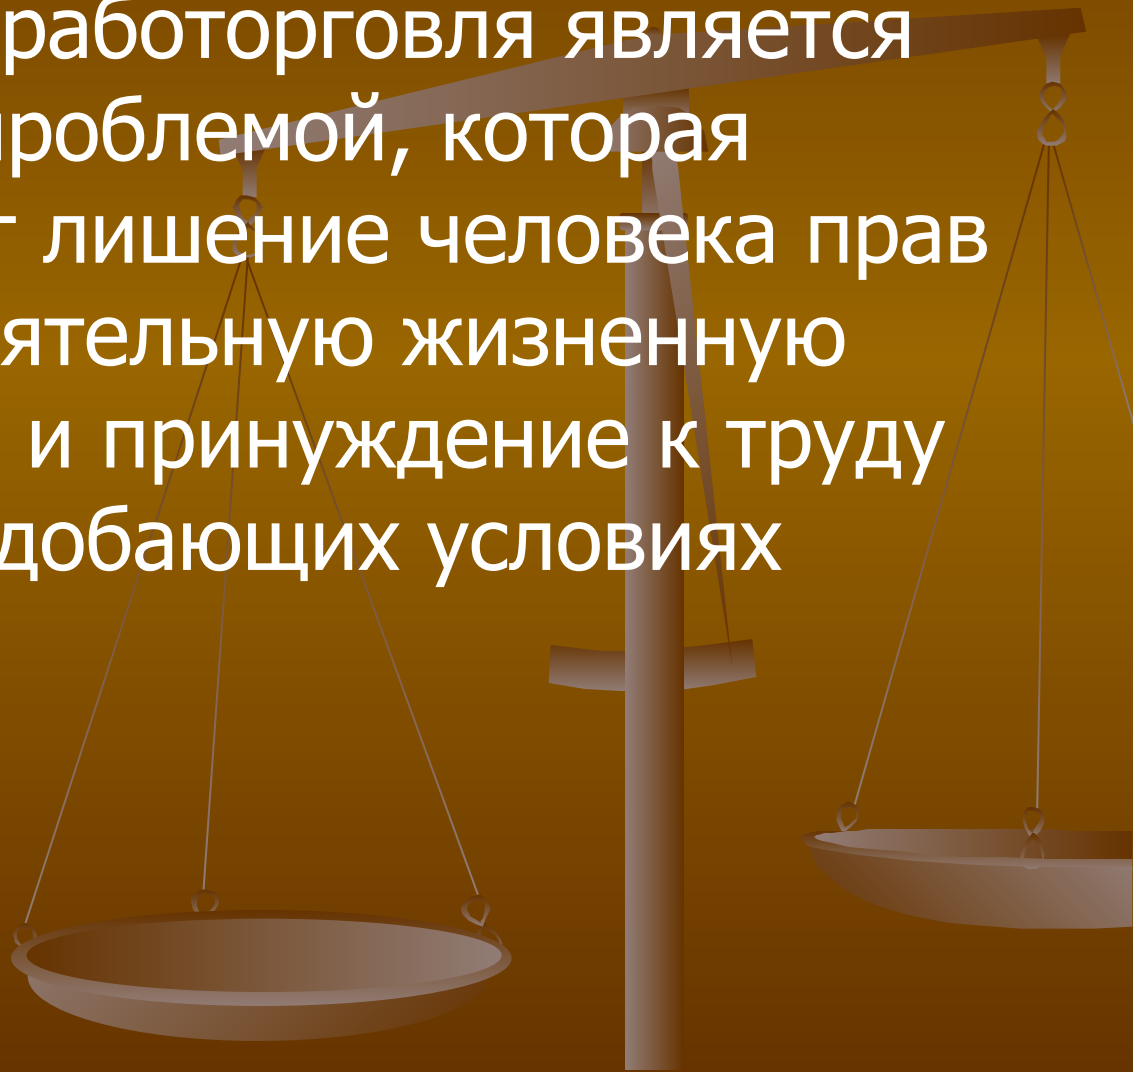 работорговля является
проблемой, которая
т лишение человека прав
ятельную жизненную
и принуждение к труду
добающих условиях